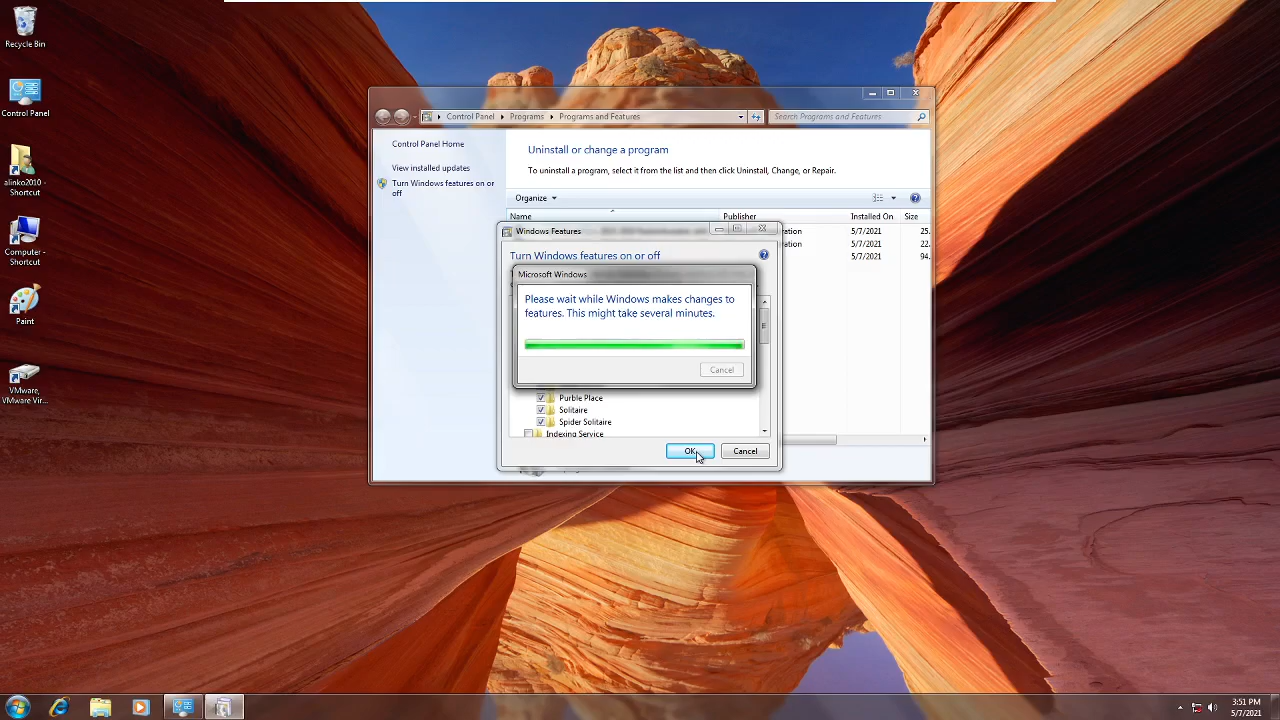 Recycle Bin
Control Panel
alinko2010 -
Shortcut
Computer -
Shortcut
Paint
VMware,
VMware Vir...
Control Panel
Programs
Programs and Features
Search Programs and Features
Control Panel Home
View installed updates
Turn Windows features on or
off
Uninstall or change a program
To uninstall a program, select it from the list and then click Uninstall, Change, or Repair.
Organize
Name
Publisher
Installed On
Size
ration
5/7/2021
25.
ration
5/7/2021
22.
5/7/2021
94.
Windows Features
Turn Windows features on or off
Microsoft Windows
Please wait while Windows makes changes to
features. This might take several minutes.
Cancel
Purble Place
Solitaire
Spider Solitaire
Indexing Service
OK
Cancel
3:51 PM
5/7/2021